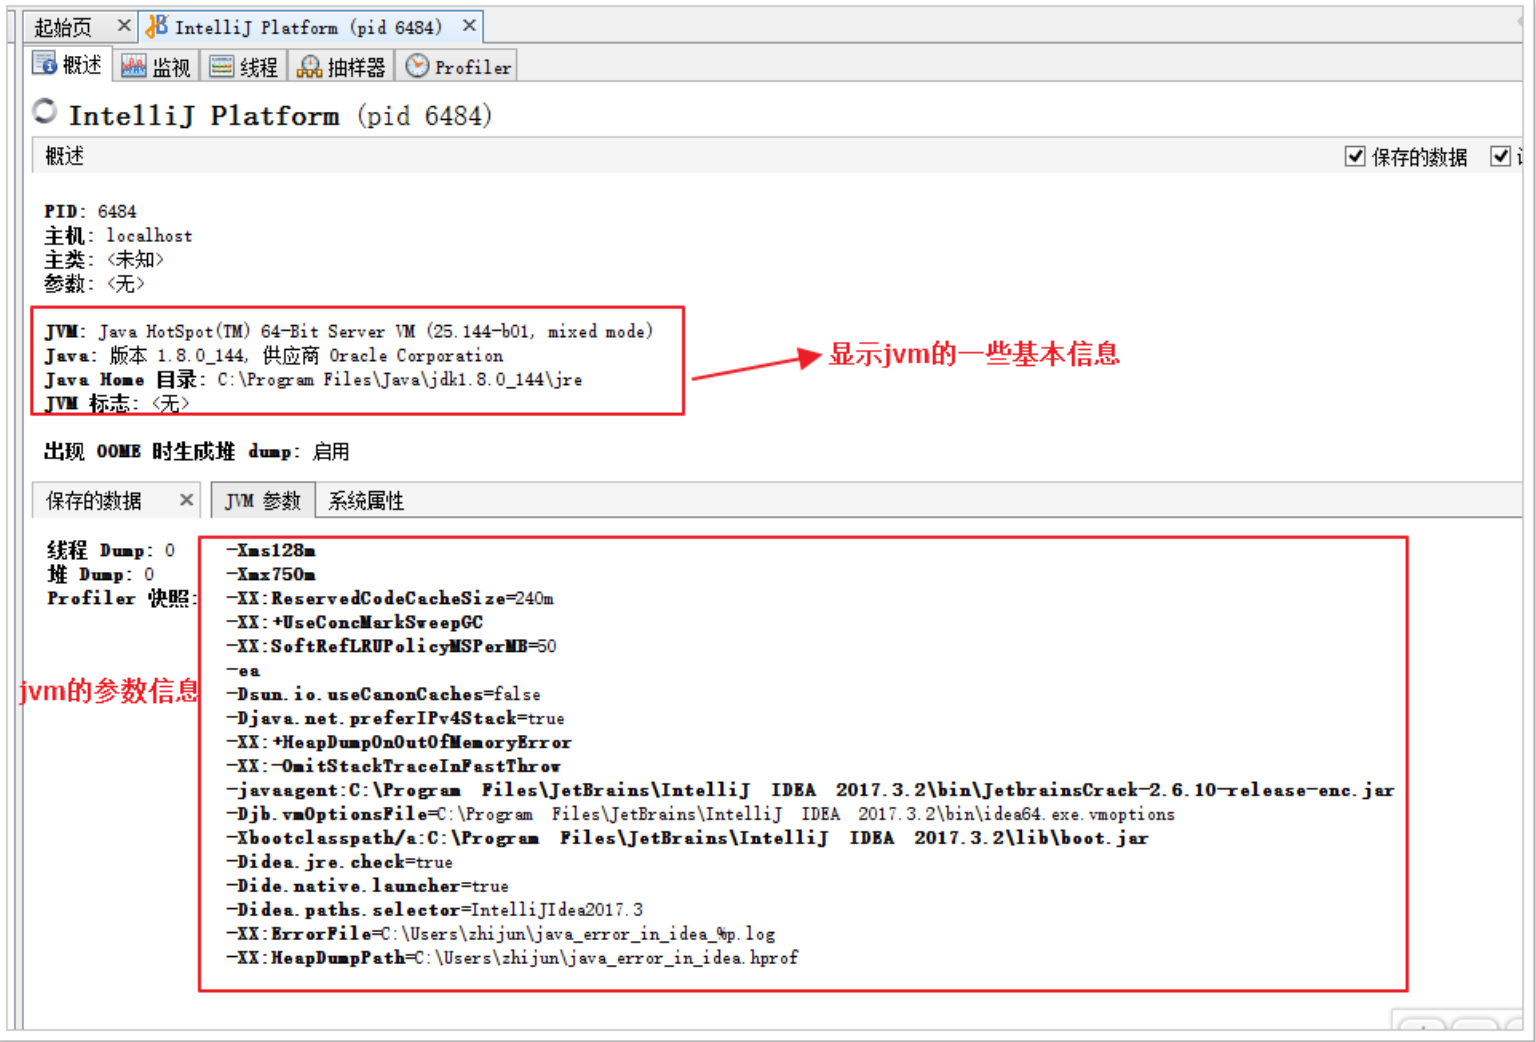 起始页
IntelliJ Platform (pid 6484)
概述 监视 线程 抽样器 Profiler
IntelliJ Platform (pid 6484)
概述 保存的数据
PID: 6484
主机: localhost
主类: <未知>
参数: <无>
JVM: Java HotSpot(TM) 64-Bit Server VM (25.144-b01, mixed mode)
Java: 版本 1.8.0_144, 供应商 Oracle Corporation
Java Home 目录: C:\Program Files\Java\jdk1.8.0_144\jre
JVM 标志: <无>
显示jvm的一些基本信息
出现 OOME 时生成堆 dump: 启用
保存的数据 JVM 参数 系统属性
线程 Dump: 0
堆 Dump: 0
Profiler 快照:
jvm的参数信息
-Xms128m
-Xmx750m
-XX:ReservedCodeCacheSize=240m
-XX:+UseConcMarkSweepGC
-XX:SoftRefLRUPolicyMSPerMB=50
-ea
-Dsun.io.useCanonCaches=false
-Djava.net.preferIPv4Stack=true
-XX:+HeapDumpOnOutOfMemoryError
-XX:-OmitStackTraceInFastThrow
-javaagent:C:\Program Files\JetBrains\IntelliJ IDEA 2017.3.2\bin\JetbrainsCrack-2.6.10-release-enc.jar
-Djb.vmOptionsFile=C:\Program Files\JetBrains\IntelliJ IDEA 2017.3.2\bin\idea64.exe.vmoptions
-Xbootclasspath/a:C:\Program Files\JetBrains\IntelliJ IDEA 2017.3.2\lib\boot.jar
-Didea.jre.check=true
-Dide.native.launcher=true
-Didea.paths.selector=IntelliJIdea2017.3
-XX:ErrorFile=C:\Users\zhijun\java_error_in_idea_%p.log
-XX:HeapDumpPath=C:\Users\zhijun\java_error_in_idea.hprof